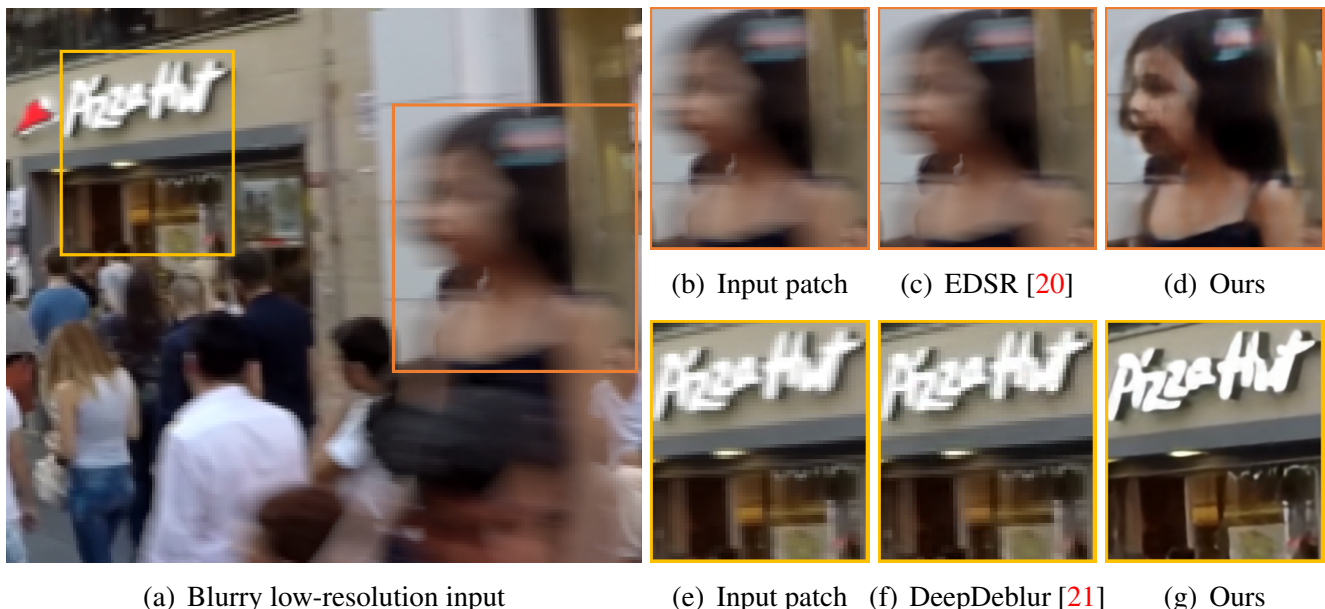 Pizza Hut
(b) Input patch
(c) EDSR [20]
(d) Ours
Pizza Hut
Pizza Hut
Pizza Hut
(a) Blurry low-resolution input
(e) Input patch
(f) DeepDeblur [21]
(g) Ours